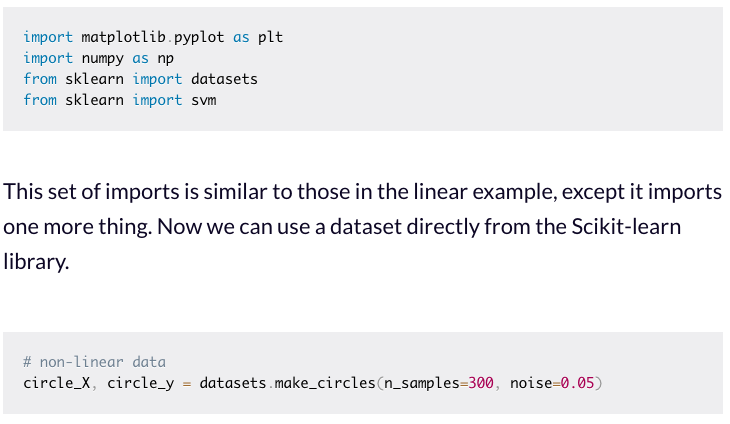 import matplotlib.pyplot as plt
import numpy as np
from sklearn import datasets
from sklearn import svm
This set of imports is similar to those in the linear example, except it imports
one more thing. Now we can use a dataset directly from the Scikit-learn
library.
# non-linear data
circle_X, circle_y = datasets.make_circles(n_samples=300, noise=0.05)